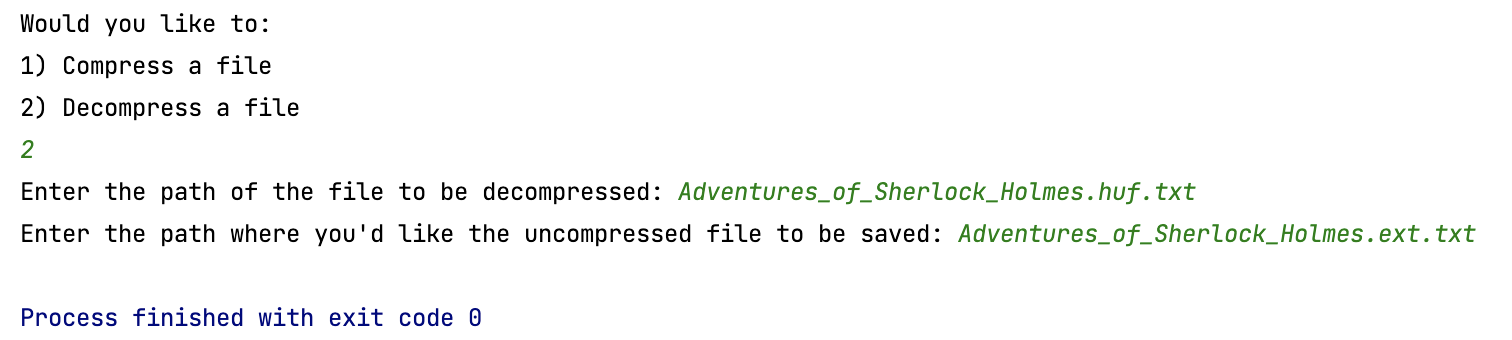 Would you like to:
1) Compress a file
2) Decompress a file
2
Enter the path of the file to be decompressed: Adventures_of_Sherlock_Holmes.huf.txt
Enter the path where you'd like the uncompressed file to be saved: Adventures_of_Sherlock_Holmes.ext.txt
Process finished with exit code 0